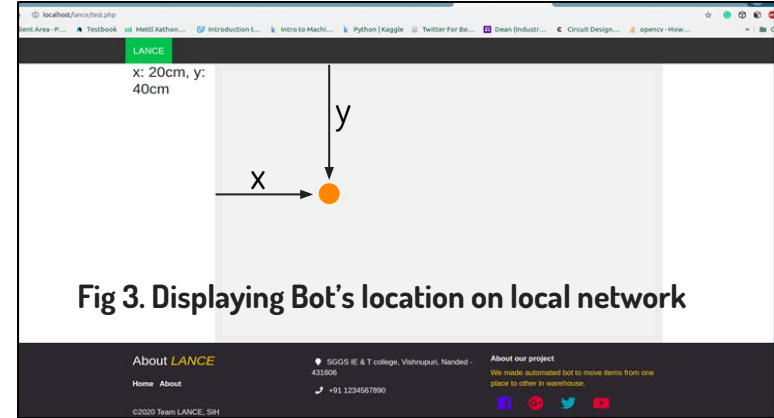 localhost/lance/test.php
lient Area - P... Testbook Mettl Xathon... Introduction t... Intro to Machi... Python | Kaggle Twitter For Be... Dean (Industr... Circuit Design... opencv - How...
LANCE
x: 20cm, y:
40cm
y
x
Fig 3. Displaying Bot's location on local network
About LANCE
Home About
©2020 Team LANCE, SIH
SGGS IE & T college, Vishnupuri, Nanded -
431606
+91 1234567890
About our project
We made automated bot to move items from one
place to other in warehouse.